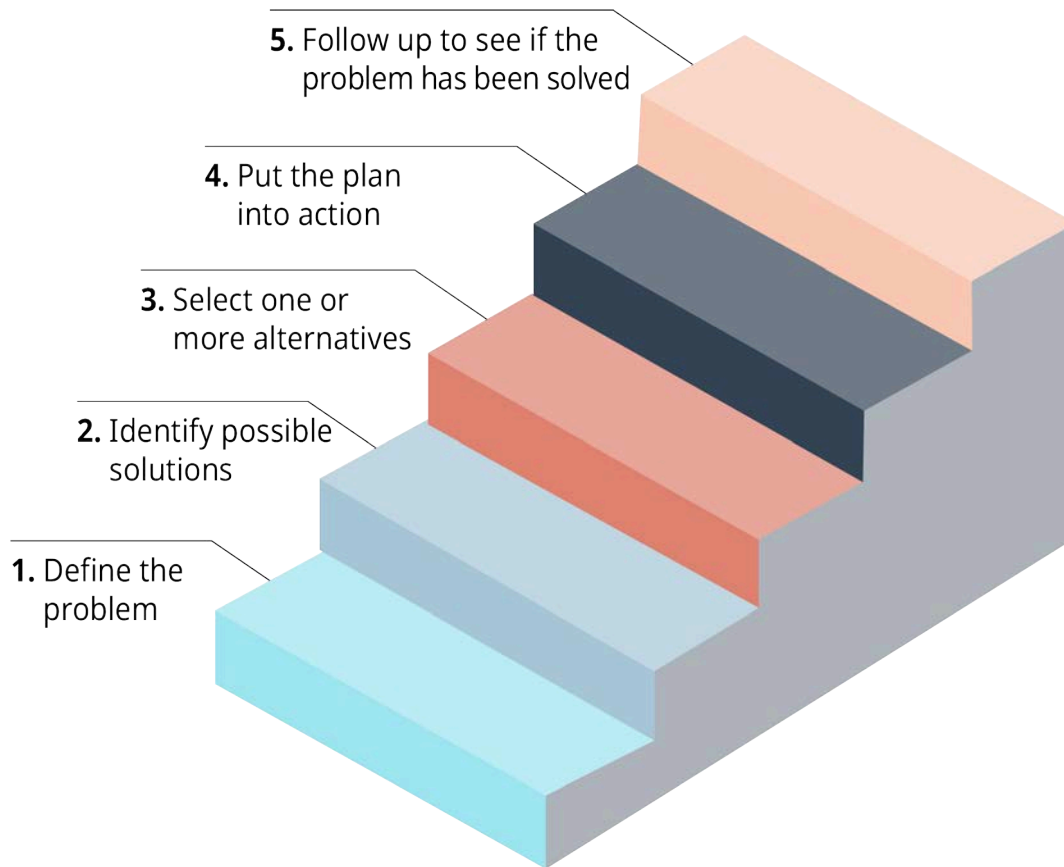 5. Follow up to see if the
problem has been solved
4. Put the plan
into action
3. Select one or
more alternatives
2. Identify possible
solutions
1. Define the
problem